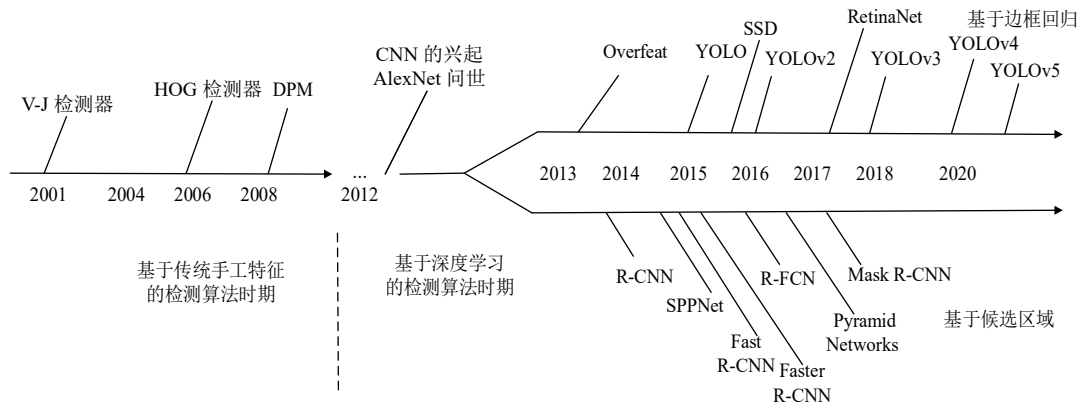 RetinaNet
基于边框回归
SSD
CNN 的兴起
AlexNet 问世
Overfeat
YOLO
YOLOv2
YOLOv3
YOLOv4
YOLOv5
V-J 检测器
HOG 检测器
DPM
...
2001
2004
2006
2008
2012
2013
2014
2015
2016
2017
2018
2020
基于传统手工特征
的检测算法时期
基于深度学习
的检测算法时期
R-CNN
SPPNet
Fast
R-CNN
Faster
R-CNN
R-FCN
Pyramid
Networks
Mask R-CNN
基于候选区域